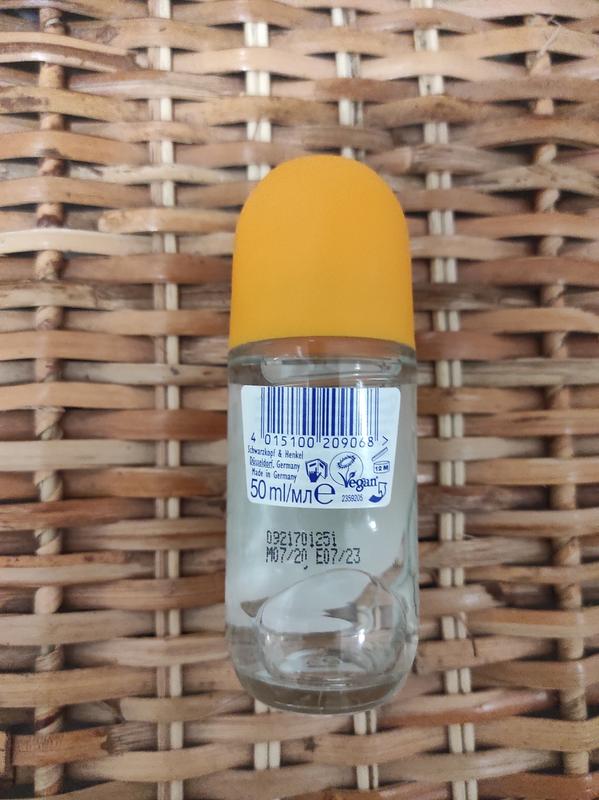 4 015100 209068 >
Schwarzkopf & Henkel
Düsseldorf, Germany
Made in Germany
Vegan
12 M
50 ml/мл e
2359205
0921701251
M07/20 E07/23